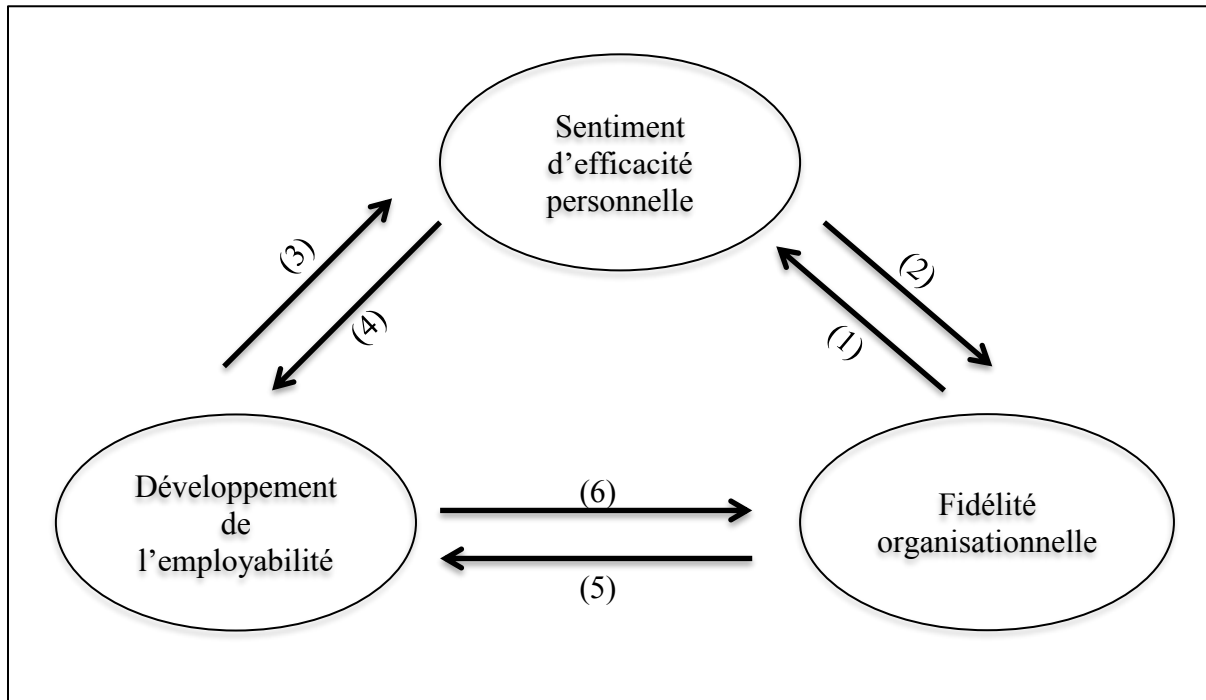 Sentiment
d’efficacité
personnelle
(3)
(2)
(4)
(1)
Développement
de
l’employabilité
(6)
Fidélité
organisationnelle
(5)